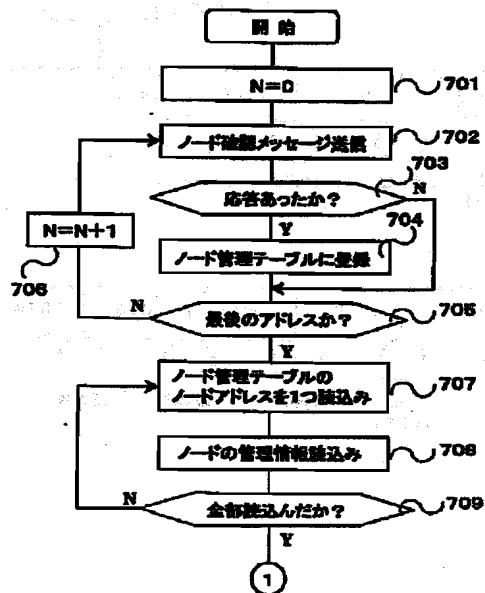 開始
N=0
701
ノード確認メッセージ送信
702
703
応答あったか?
N
Y
704
N=N+1
706
ノード管理テーブルに登録
N
最後のアドレスか?
705
Y
ノード管理テーブルの
ノードアドレスを1つ読込み
707
ノードの管理情報読込み
708
N
全部読込んだか?
709
Y
1